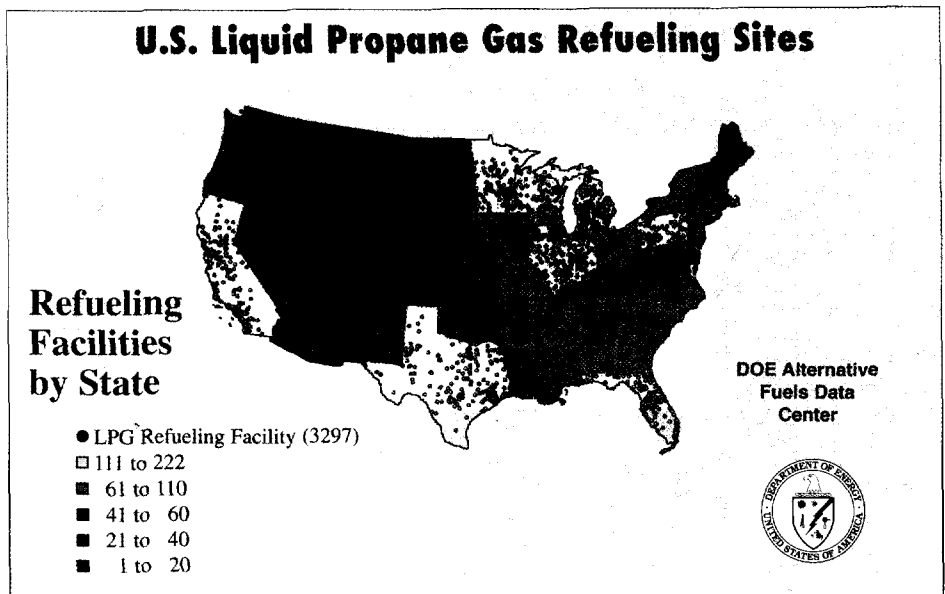 U.S. Liquid Propane Gas Refueling Sites
Refueling
Facilities
by State
● LPG Refueling Facility (3297)
111 to 222
61 to 110
41 to 60
21 to 40
1 to 20
DOE Alternative
Fuels Data
Center
DEPARTMENT OF ENERGY
UNITED STATES OF AMERICA